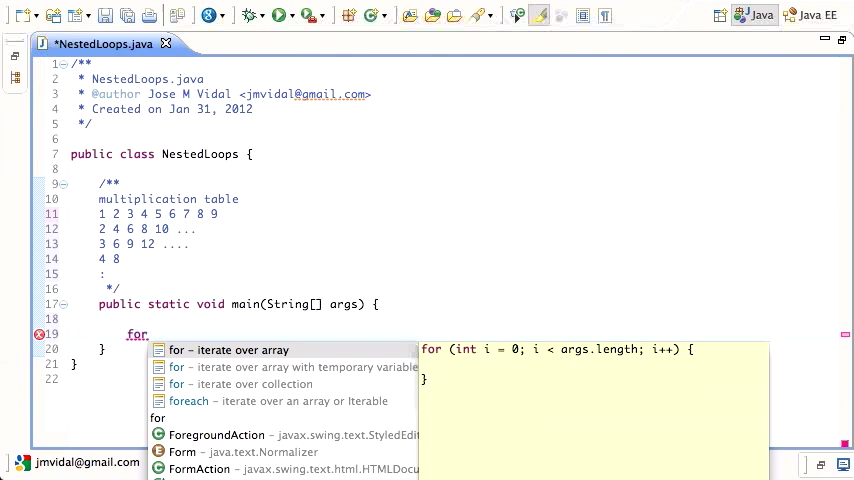 Java
Java EE
*NestedLoops.java
1 /**
2 * NestedLoops.java
3 * @author Jose M Vidal <jmvidal@gmail.com>
4 * Created on Jan 31, 2012
5 */
6
7 public class NestedLoops {
8
9 /**
10 multiplication table
11 1 2 3 4 5 6 7 8 9
12 2 4 6 8 10 ...
13 3 6 9 12 ....
14 4 8
15 :
16 */
17 public static void main(String[] args) {
18
19 for
20 }
21 }
22
for – iterate over array
for – iterate over array with temporary variable
for – iterate over collection
foreach – iterate over an array or Iterable
for
ForegroundAction – javax.swing.text.StyledEdit
Form – java.text.Normalizer
FormAction – javax.swing.text.html.HTMLDocu
for (int i = 0; i < args.length; i++) {
}
jmvidal@gmail.com